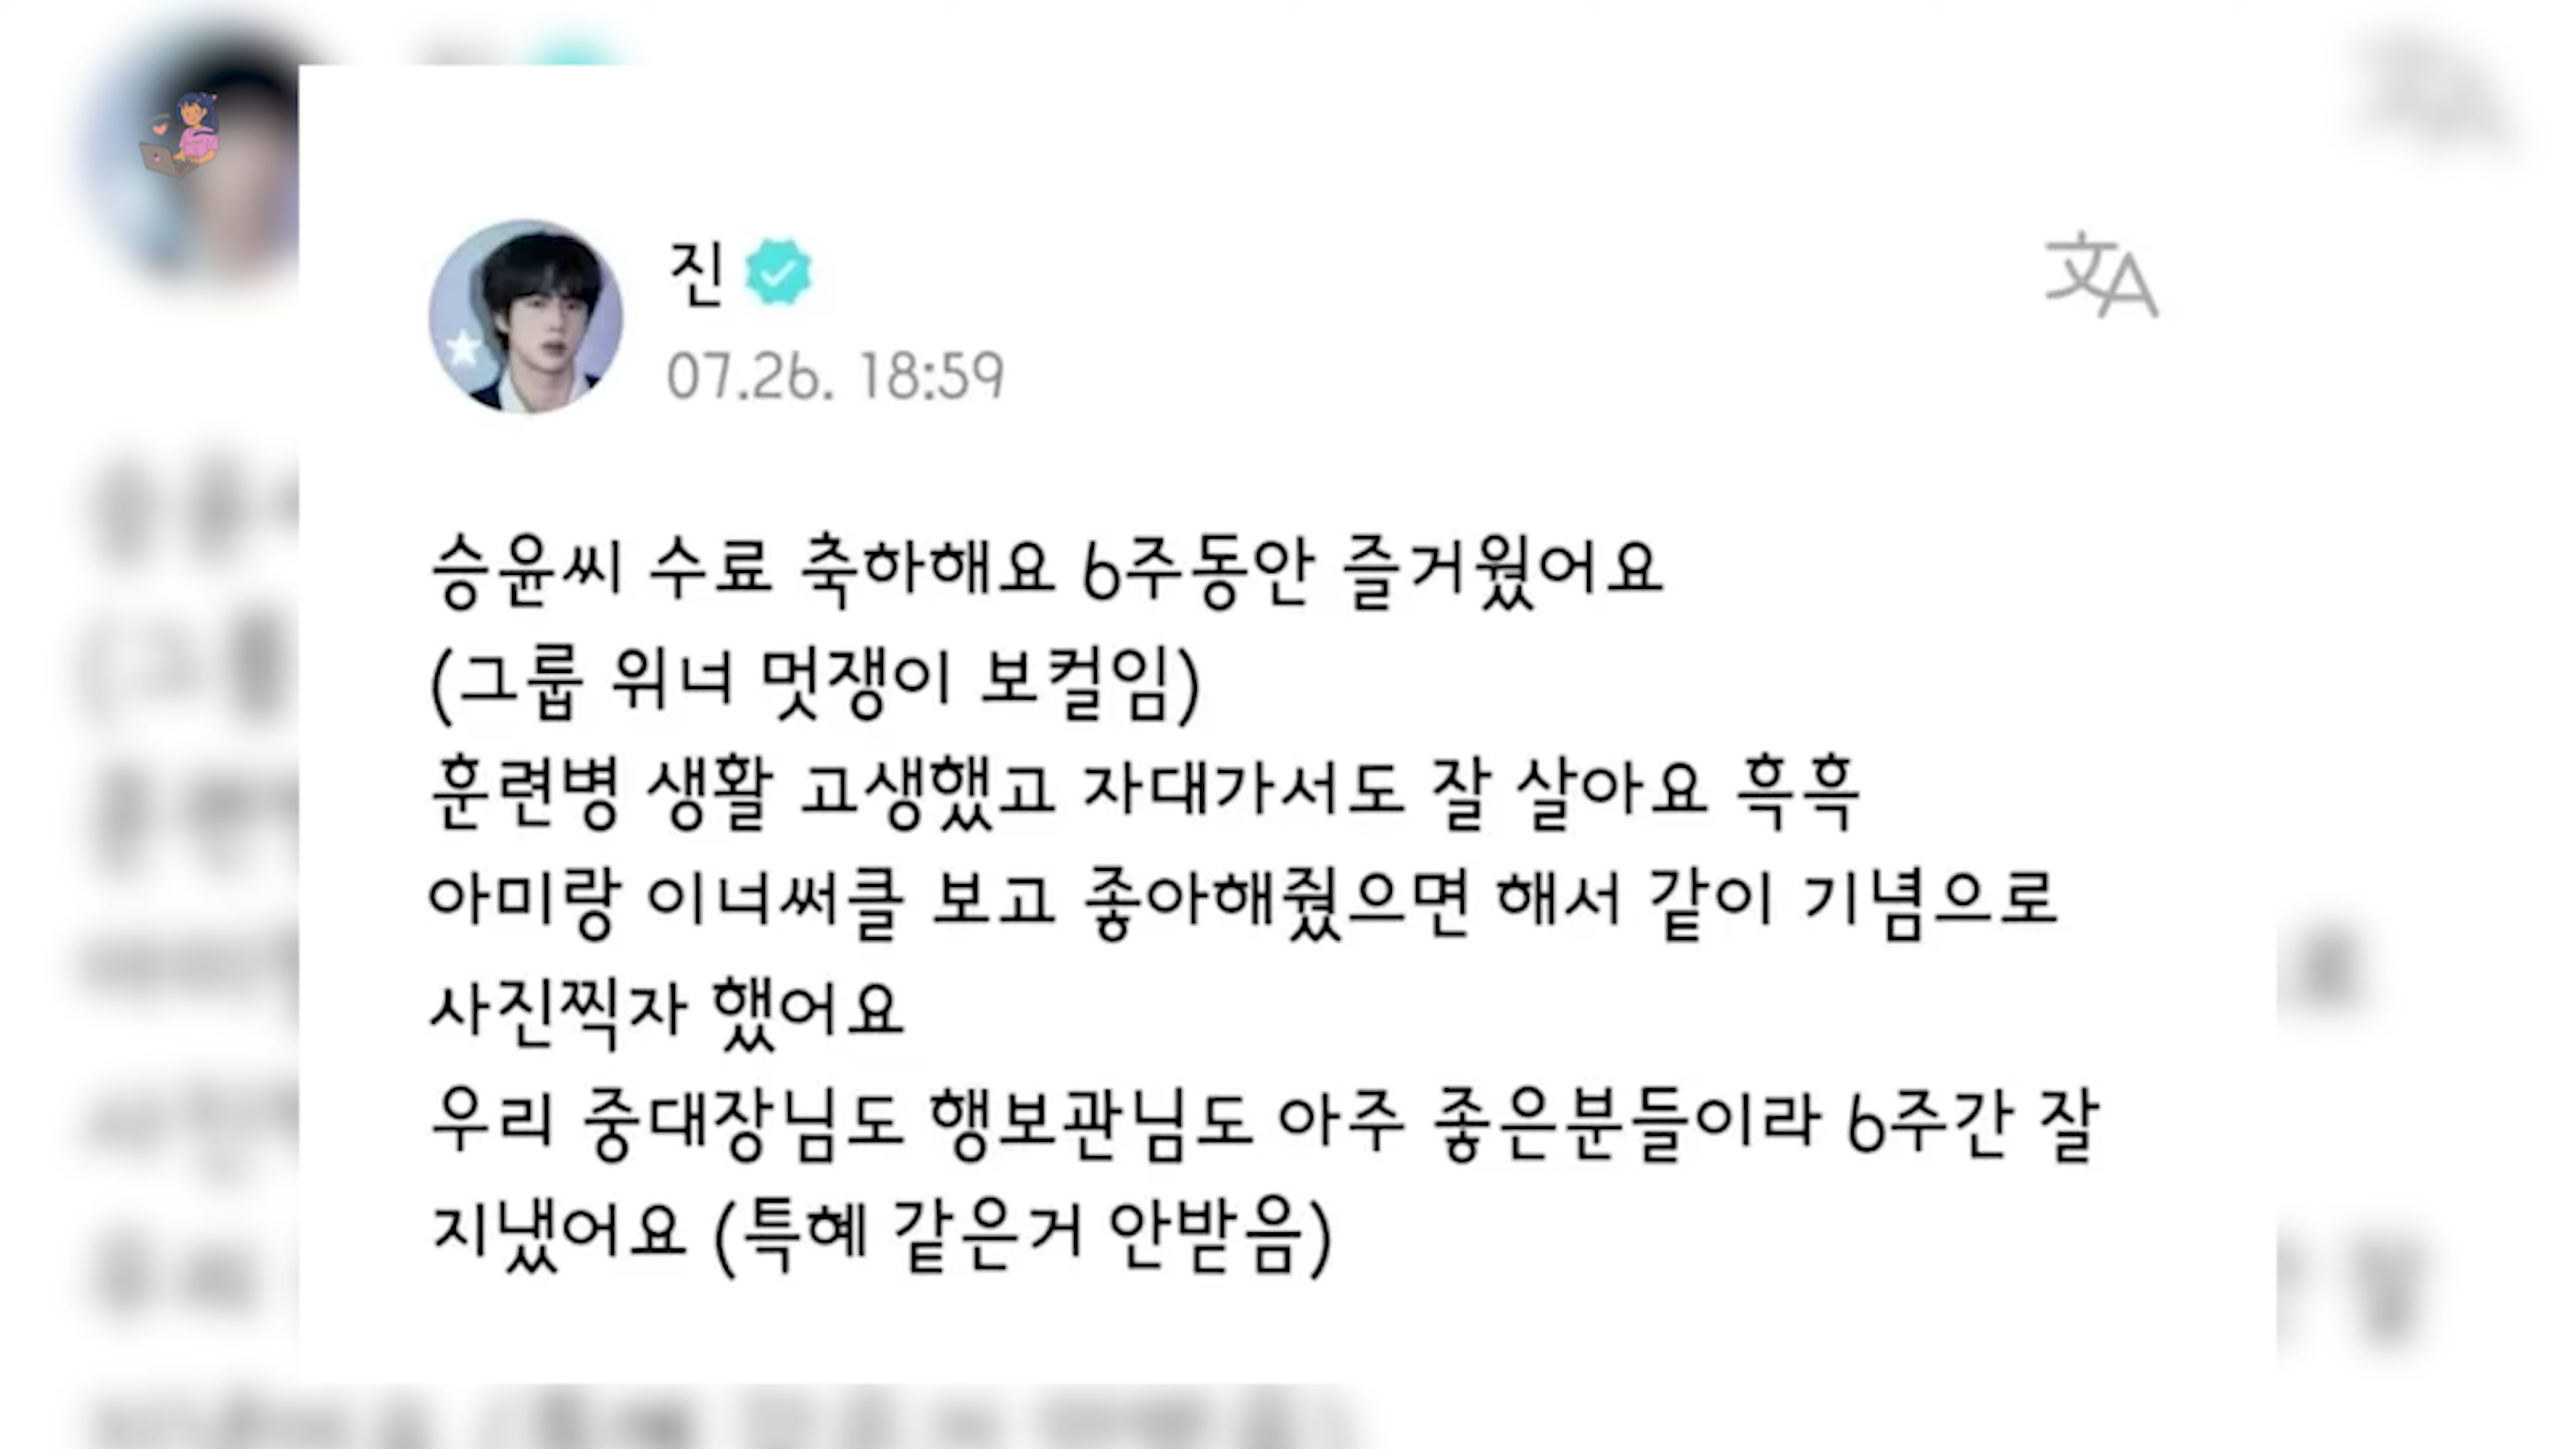 진
07.26. 18:59
승윤씨 수료 축하해요 6주동안 즐거웠어요
(그룹 위너 멋쟁이 보컬임)
훈련병 생활 고생했고 자대가서도 잘 살아요 흑흑
아미랑 이너써클 보고 좋아해줬으면 해서 같이 기념으로
사진찍자 했어요
우리 중대장님도 행보관님도 아주 좋은분들이라 6주간 잘
지냈어요 (특혜 같은거 안받음)